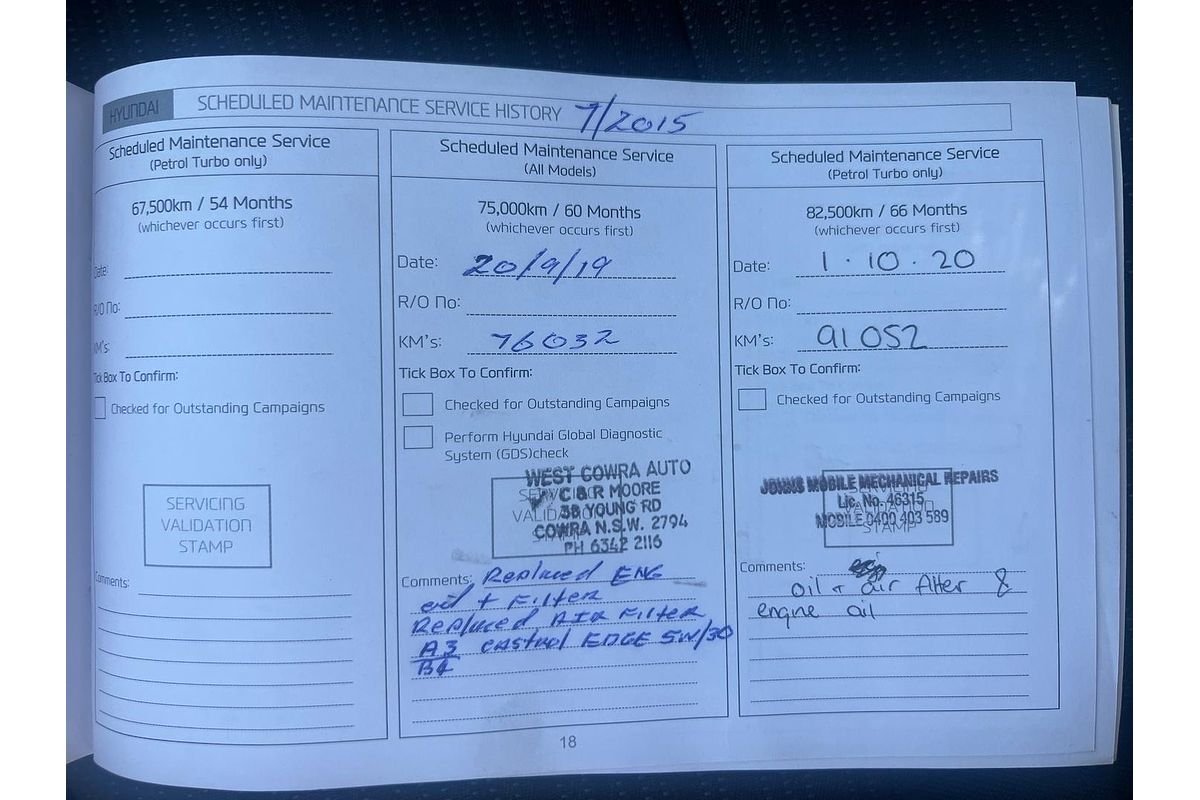 HYUNDAI SCHEDULED MAINTENANCE SERVICE HISTORY 7/2015
Scheduled Maintenance Service
(Petrol Turbo only)
67,500km / 54 Months
(whichever occurs first)
Date:
R/O No:
KM's:
Tick Box To Confirm:
Checked for Outstanding Campaigns
SERVICING
VALIDATION
STAMP
Comments:
Scheduled Maintenance Service
(All Models)
75,000km / 60 Months
(whichever occurs first)
Date: 20/9/19
R/O No:
KM's: 76032
Tick Box To Confirm:
Checked for Outstanding Campaigns
Perform Hyundai Global Diagnostic
System (GDS)check
WEST COWRA AUTO
C & R MOORE
38 YOUNG RD
COWRA N.S.W. 2794
PH 6342 2116
Comments: Replaced ENG
oil + Filter
Replaced AIR Filter
A3 castrol EDGE 5W/30
B4
Scheduled Maintenance Service
(Petrol Turbo only)
82,500km / 66 Months
(whichever occurs first)
Date: 1.10.20
R/O No:
KM's: 91052
Tick Box To Confirm:
Checked for Outstanding Campaigns
JOHNS MOBILE MECHANICAL REPAIRS
Lic. No. 46315
MOBILE 0400 403 589
STAMP
Comments:
oil + air filter &
engine oil
18